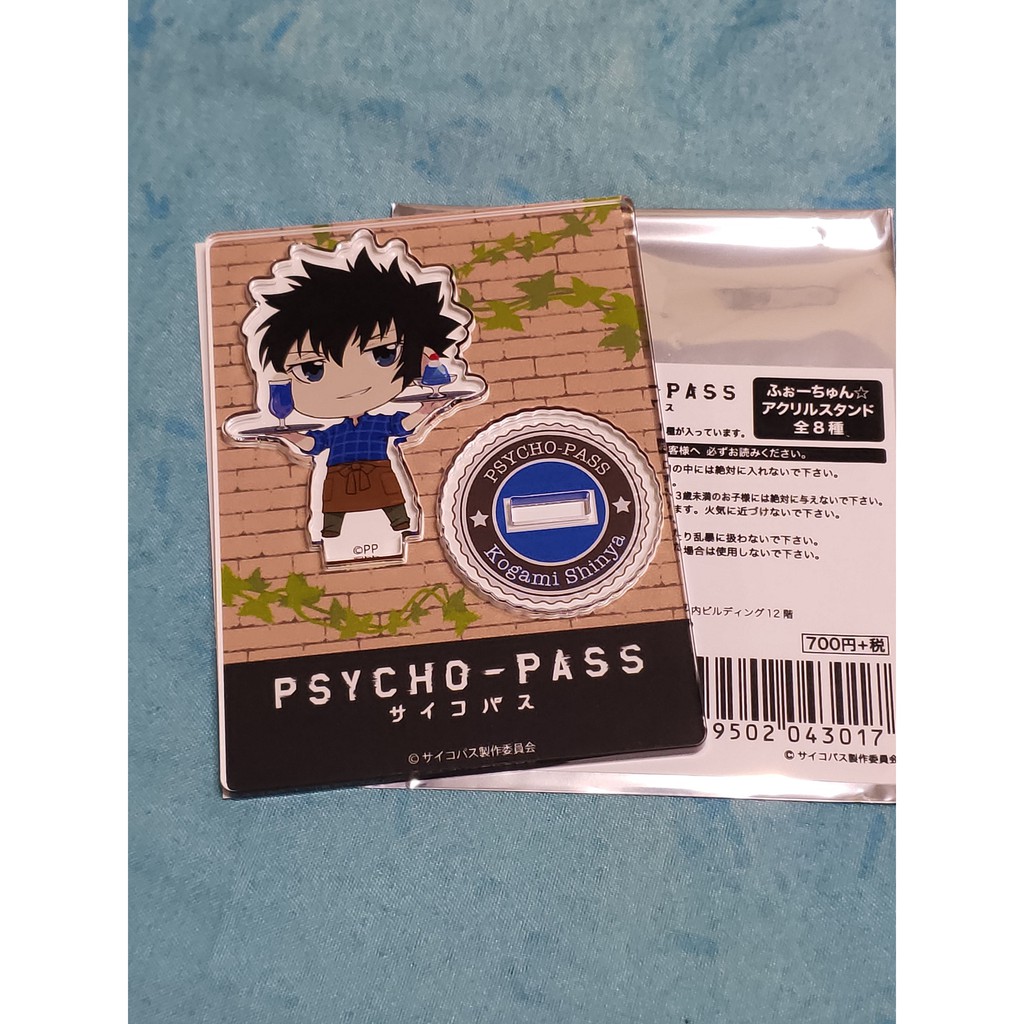 ©PP
PSYCHO-PASS
Kogami Shinya
PSYCHO-PASS
サイコパス
©サイコパス製作委員会
PASS
ス
ふぉーちゅん☆
アクリルスタンド
全8種
種が入っています。
客様へ 必ずお読みください。
の中には絶対に入れないで下さい。
3歳未満のお子様には絶対に与えないで下さい。
ます。火気に近づけないで下さい。
たり乱暴に扱わないで下さい。
場合は使用しないで下さい。
内ビルディング12階
700円+税
9502 043017
©サイコパス製作委員会